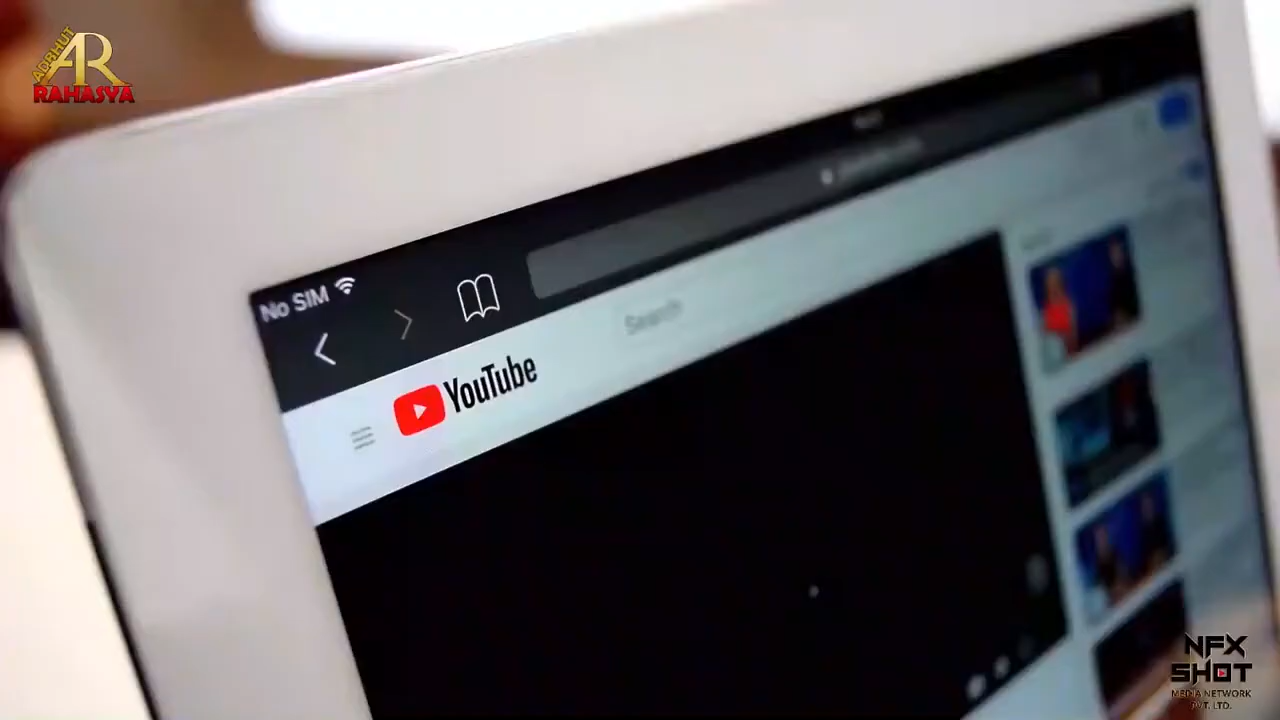 ADBHUT
AR
RAHASYA
No SIM
YouTube
Search
NFX
SHOT
MEDIA NETWORK
PVT. LTD.